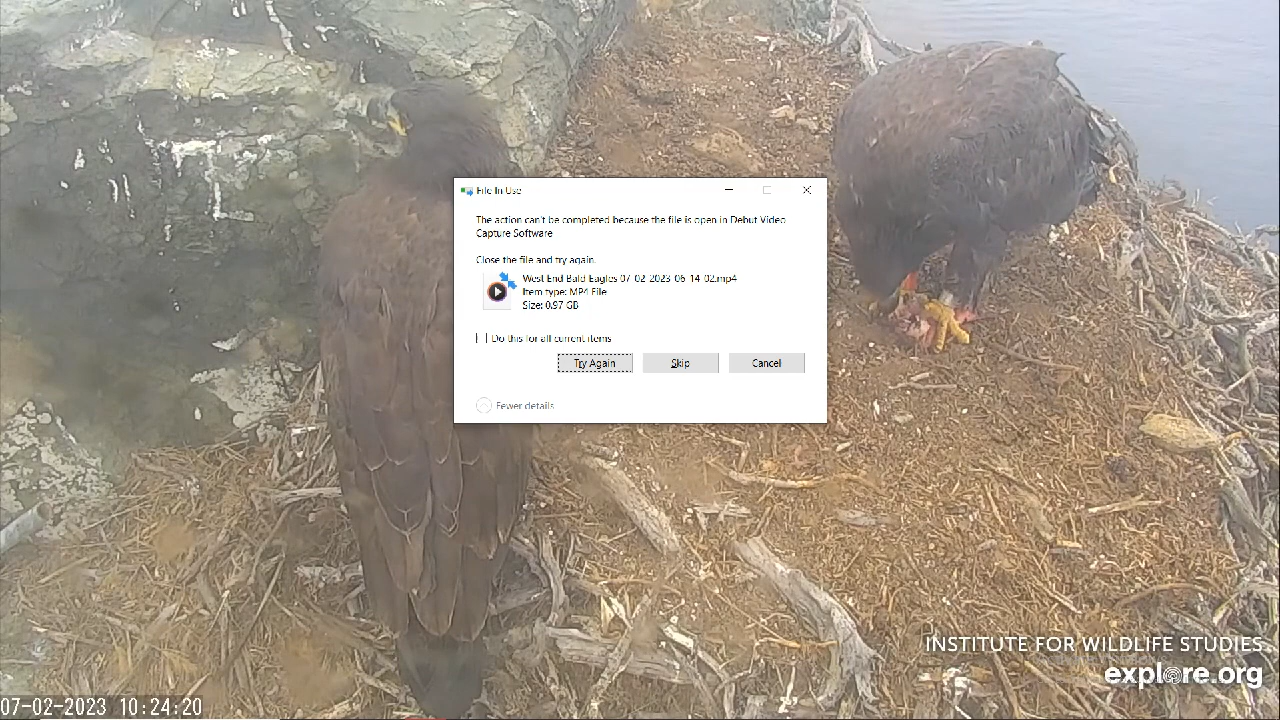 File In Use
The action can't be completed because the file is open in Debut Video
Capture Software
Close the file and try again.
West End Bald Eagles 07-02-2023-06-14-02.mp4
Item type: MP4 File
Size: 0.97 GB
Do this for all current items
Try Again Skip Cancel
Fewer details
INSTITUTE FOR WILDLIFE STUDIES
explore.org
07-02-2023 10:24:20